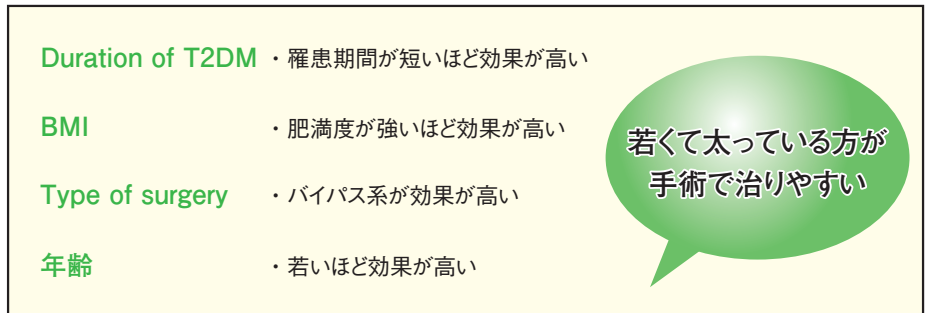 Duration of T2DM ・罹患期間が短いほど効果が高い
BMI ・肥満度が強いほど効果が高い
Type of surgery ・バイパス系が効果が高い
年齢 ・若いほど効果が高い
若くて太っている方が
手術で治りやすい